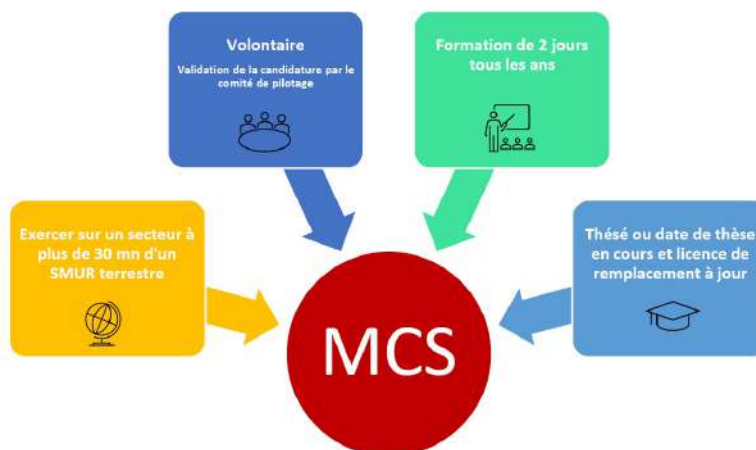 Volontaire
Validation de la candidature par le
comité de pilotage
Formation de 2 jours
tous les ans
Exercer sur un secteur à
plus de 30 mn d'un
SMUR terrestre
Thésé ou date de thèse
en cours et licence de
remplacement à jour
MCS